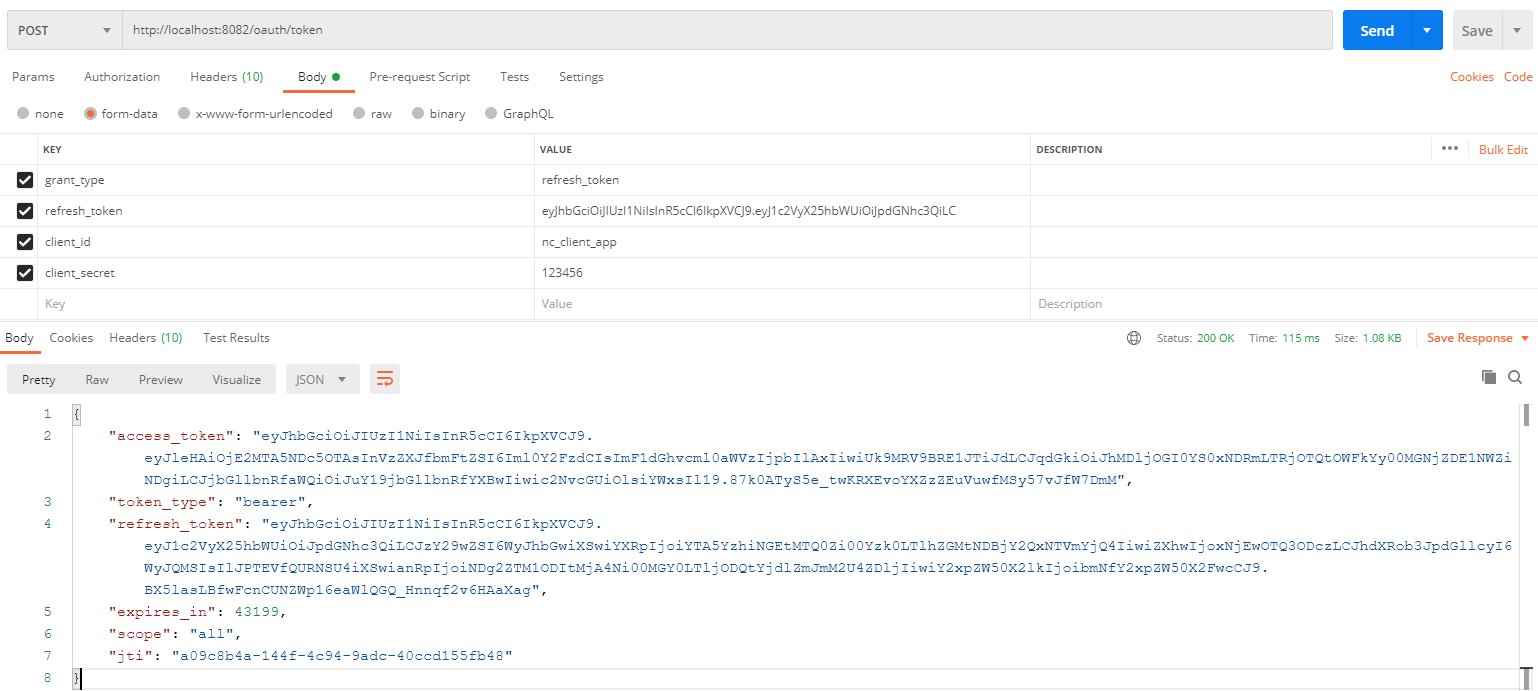 POST http://localhost:8082/oauth/token Send Save
Params Authorization Headers (10) Body Pre-request Script Tests Settings Cookies Code
none form-data x-www-form-urlencoded raw binary GraphQL
KEY VALUE DESCRIPTION ••• Bulk Edit
grant_type refresh_token
refresh_token eyJhbGciOiJIUzI1NiIsInR5cCI6IkpXVCJ9.eyJ1c2VyX25hbWUiOiJpdGNhc3QiLC
client_id nc_client_app
client_secret 123456
Key Value Description
Body Cookies Headers (10) Test Results Status: 200 OK Time: 115 ms Size: 1.08 KB Save Response
Pretty Raw Preview Visualize JSON
1 {
2 "access_token": "eyJhbGciOiJIUzI1NiIsInR5cCI6IkpXVCJ9.
eyJleHAiOjE2MTA5NDc5OTAsInVzZXJfbmFtZSI6Iml0Y2FzdCIsImF1dGhvcml0aWVzIjpbIlAxIiwiUk9MRV9BRE1JTiJdLCJqdGkiOiJhMDljOGI0YS0xNDRmLTRjOTQtOWFkYy00MGNjZDE1NWZi
NDgiLCJjbGllbnRfaWQiOiJuY19jbGllbnRfYXBwIiwic2NvcGUiOlsiYWxsIl19.87k0ATyS5e_twKRXEvoYXZzZEuVuwfMSy57vJfW7DmM",
3 "token_type": "bearer",
4 "refresh_token": "eyJhbGciOiJIUzI1NiIsInR5cCI6IkpXVCJ9.
eyJ1c2VyX25hbWUiOiJpdGNhc3QiLCJzY29wZSI6WyJhbGwiXSwiYXRpIjoiYTA5YzhiNGEtMTQ0Zi00Yzk0LTlhZGMtNDBjY2QxNTVmYjQ4IiwiZXhwIjoxNjEwOTQ3ODczLCJhdXRob3JpdGllcyI6
WyJQMSIsIlJPTEVfQURNSU4iXSwianRpIjoiNDg2ZTM1ODItMjA4Ni00MGY0LTljODQtYjdlZmJmM2U4ZDljIiwiY2xpZW50X2lkIjoibmNfY2xpZW50X2FwcCJ9.
BX5lasLBfwFcnCUNZWp16eaWlQGQ_Hnnqf2v6HAaXag",
5 "expires_in": 43199,
6 "scope": "all",
7 "jti": "a09c8b4a-144f-4c94-9adc-40ccd155fb48"
8 }